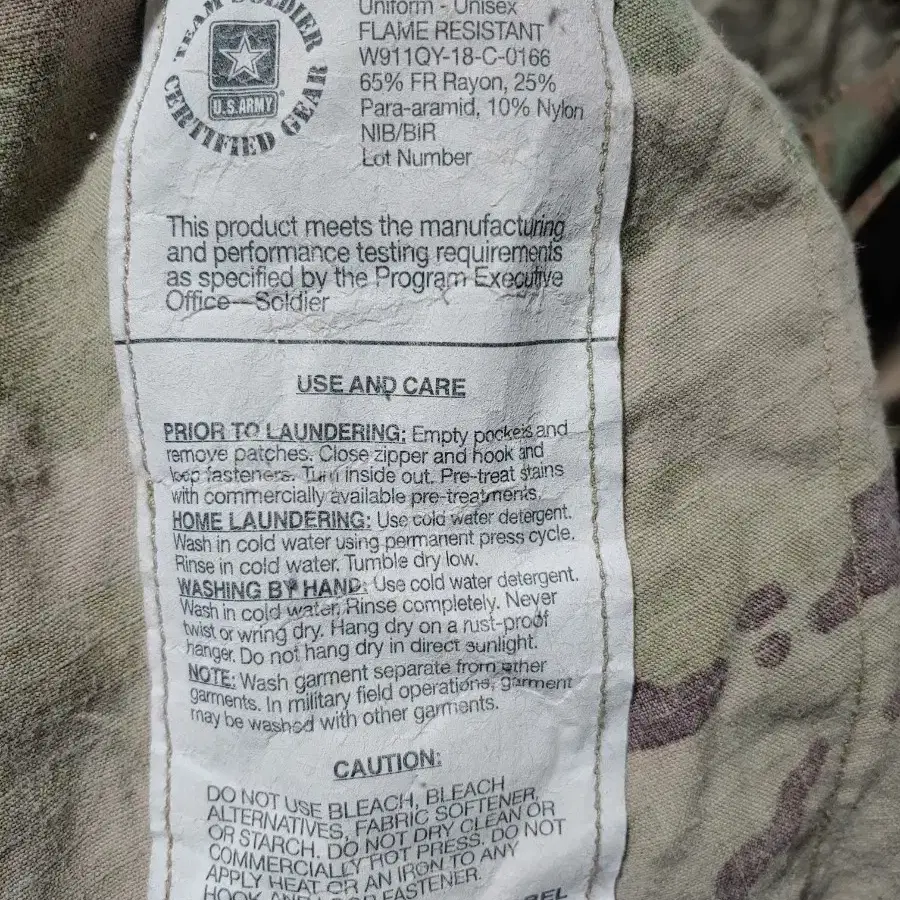 TEAM SOLDIER
CERTIFIED GEAR
U.S. ARMY
Uniform - Unisex
FLAME RESISTANT
W911QY-18-C-0166
65% FR Rayon, 25%
Para-aramid, 10% Nylon
NIB/BIR
Lot Number
This product meets the manufacturing
and performance testing requirements
as specified by the Program Executive
Office—Soldier
USE AND CARE
PRIOR TO LAUNDERING: Empty pockets and
remove patches. Close zipper and hook and
loop fasteners. Turn inside out. Pre-treat stains
with commercially available pre-treatments.
HOME LAUNDERING: Use cold water detergent.
Wash in cold water using permanent press cycle.
Rinse in cold water. Tumble dry low.
WASHING BY HAND: Use cold water detergent.
Wash in cold water. Rinse completely. Never
twist or wring dry. Hang dry on a rust-proof
hanger. Do not hang dry in direct sunlight.
NOTE: Wash garment separate from other
garments. In military field operations, garment
may be washed with other garments.
CAUTION:
DO NOT USE BLEACH, BLEACH
ALTERNATIVES, FABRIC SOFTENER,
OR STARCH. DO NOT DRY CLEAN OR
COMMERCIALLY HOT PRESS. DO NOT
APPLY HEAT OR AN IRON TO ANY
HOOK AND LOOP FASTENER.